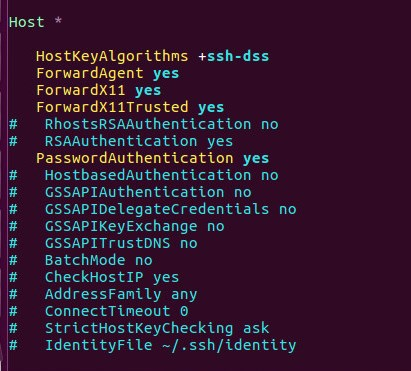 Host *
HostKeyAlgorithms +ssh-dss
ForwardAgent yes
ForwardX11 yes
ForwardX11Trusted yes
#   RhostsRSAAuthentication no
#   RSAAuthentication yes
PasswordAuthentication yes
#   HostbasedAuthentication no
#   GSSAPIAuthentication no
#   GSSAPIDelegateCredentials no
#   GSSAPIKeyExchange no
#   GSSAPITrustDNS no
#   BatchMode no
#   CheckHostIP yes
#   AddressFamily any
#   ConnectTimeout 0
#   StrictHostKeyChecking ask
#   IdentityFile ~/.ssh/identity